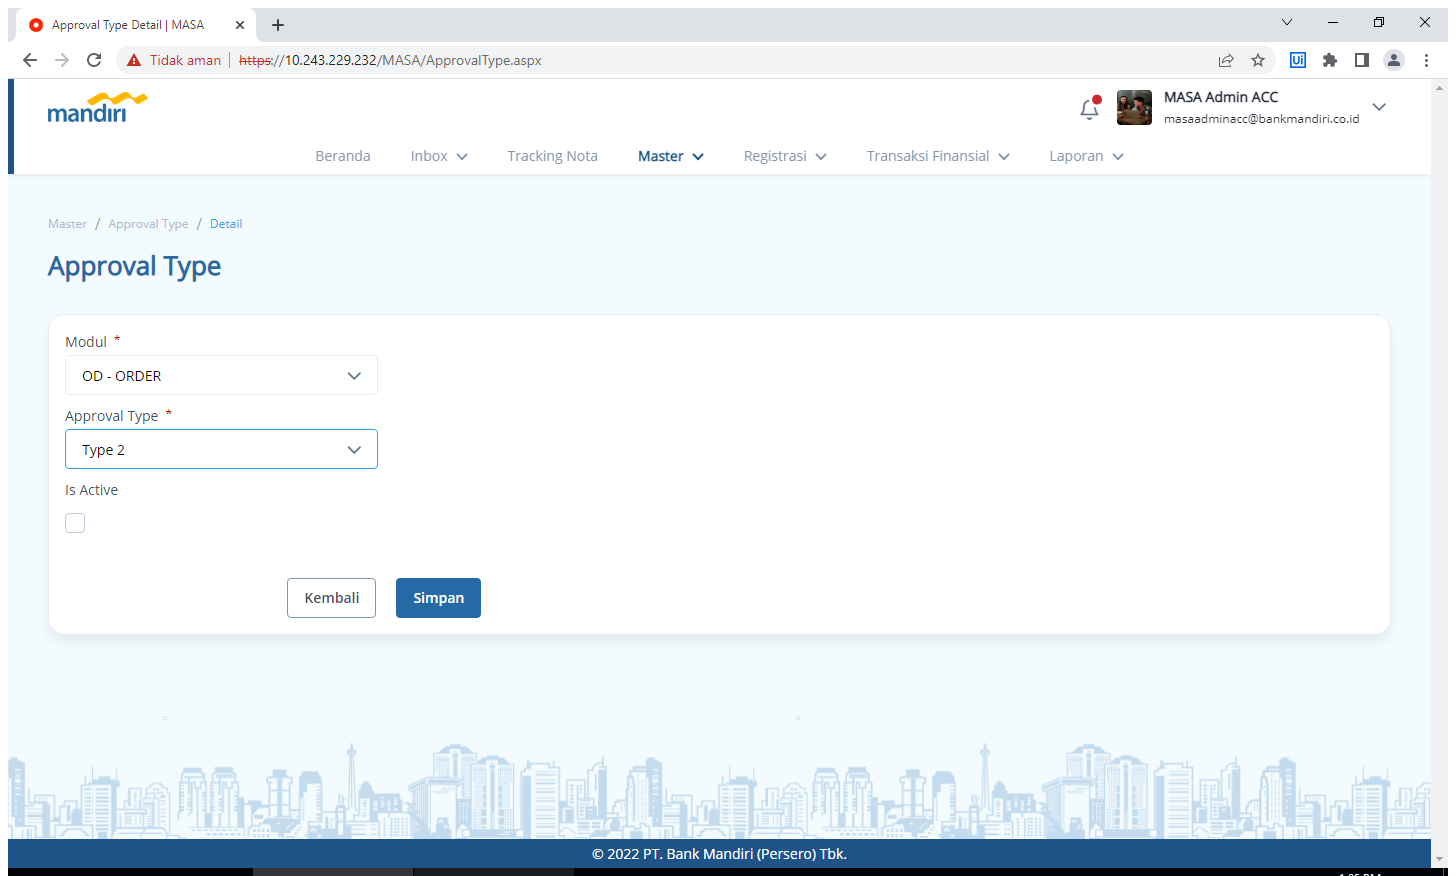 Approval Type Detail | MASA
Tidak aman | https://10.243.229.232/MASA/ApprovalType.aspx
Ui
mandiri
MASA Admin ACC
masaadminacc@bankmandiri.co.id
Beranda Inbox Tracking Nota Master Registrasi Transaksi Finansial Laporan
Master / Approval Type / Detail
Approval Type
Modul *
OD - ORDER
Approval Type *
Type 2
Is Active
Kembali Simpan
© 2022 PT. Bank Mandiri (Persero) Tbk.